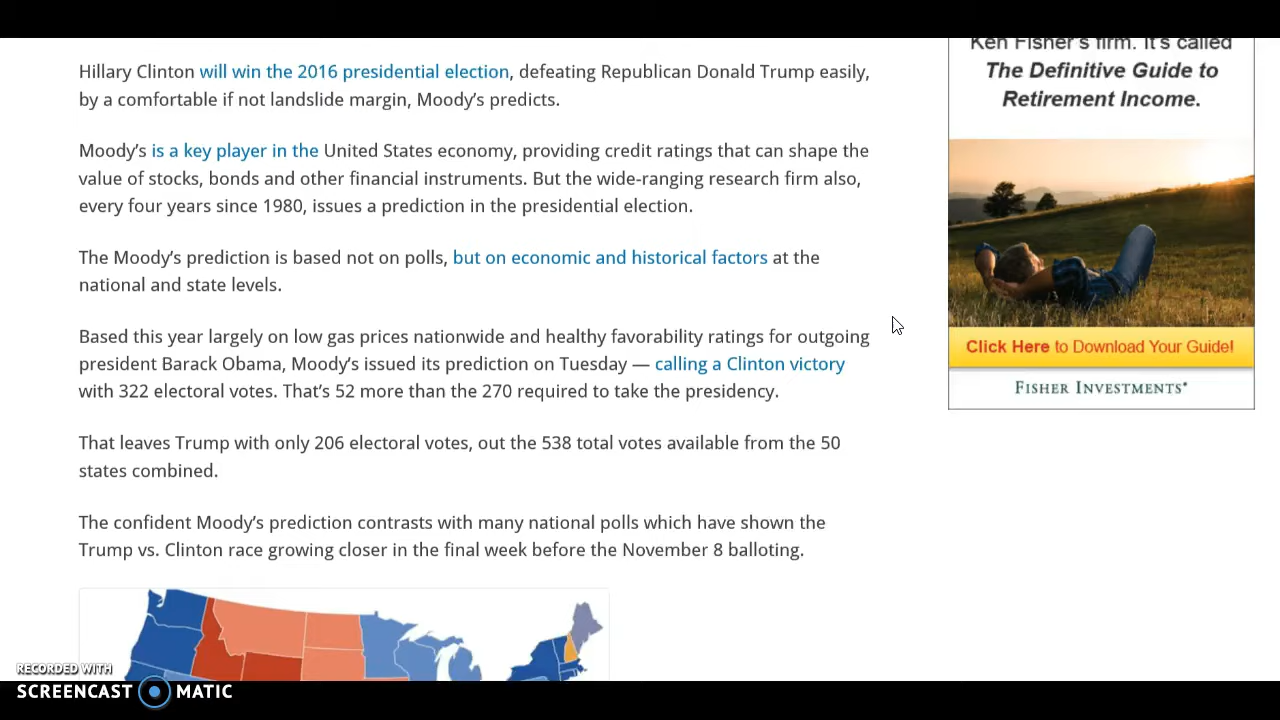 Hillary Clinton will win the 2016 presidential election, defeating Republican Donald Trump easily,
by a comfortable if not landslide margin, Moody’s predicts.
Moody’s is a key player in the United States economy, providing credit ratings that can shape the
value of stocks, bonds and other financial instruments. But the wide-ranging research firm also,
every four years since 1980, issues a prediction in the presidential election.
The Moody’s prediction is based not on polls, but on economic and historical factors at the
national and state levels.
Based this year largely on low gas prices nationwide and healthy favorability ratings for outgoing
president Barack Obama, Moody’s issued its prediction on Tuesday — calling a Clinton victory
with 322 electoral votes. That’s 52 more than the 270 required to take the presidency.
That leaves Trump with only 206 electoral votes, out the 538 total votes available from the 50
states combined.
The confident Moody’s prediction contrasts with many national polls which have shown the
Trump vs. Clinton race growing closer in the final week before the November 8 balloting.
Ken Fisher's firm. It's called
The Definitive Guide to
Retirement Income.
Click Here to Download Your Guide!
FISHER INVESTMENTS
RECORDED WITH
SCREENCAST MATIC